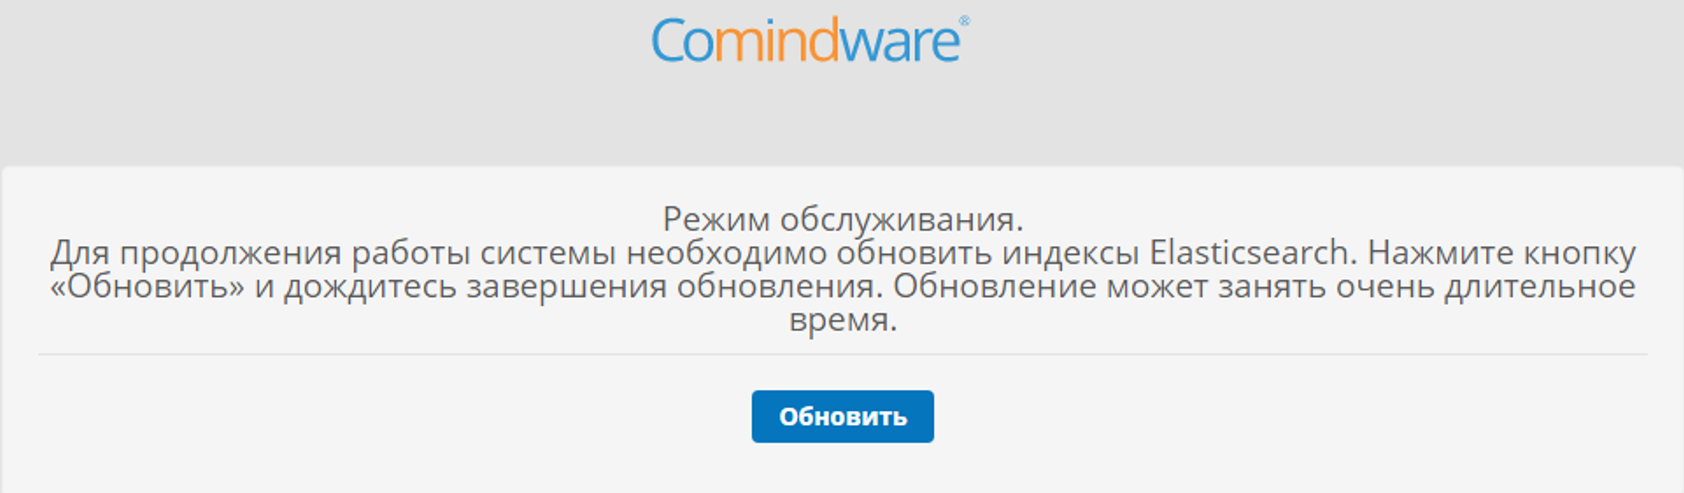 Comindware®
Режим обслуживания.
Для продолжения работы системы необходимо обновить индексы Elasticsearch. Нажмите кнопку
«Обновить» и дождитесь завершения обновления. Обновление может занять очень длительное
время.
Обновить